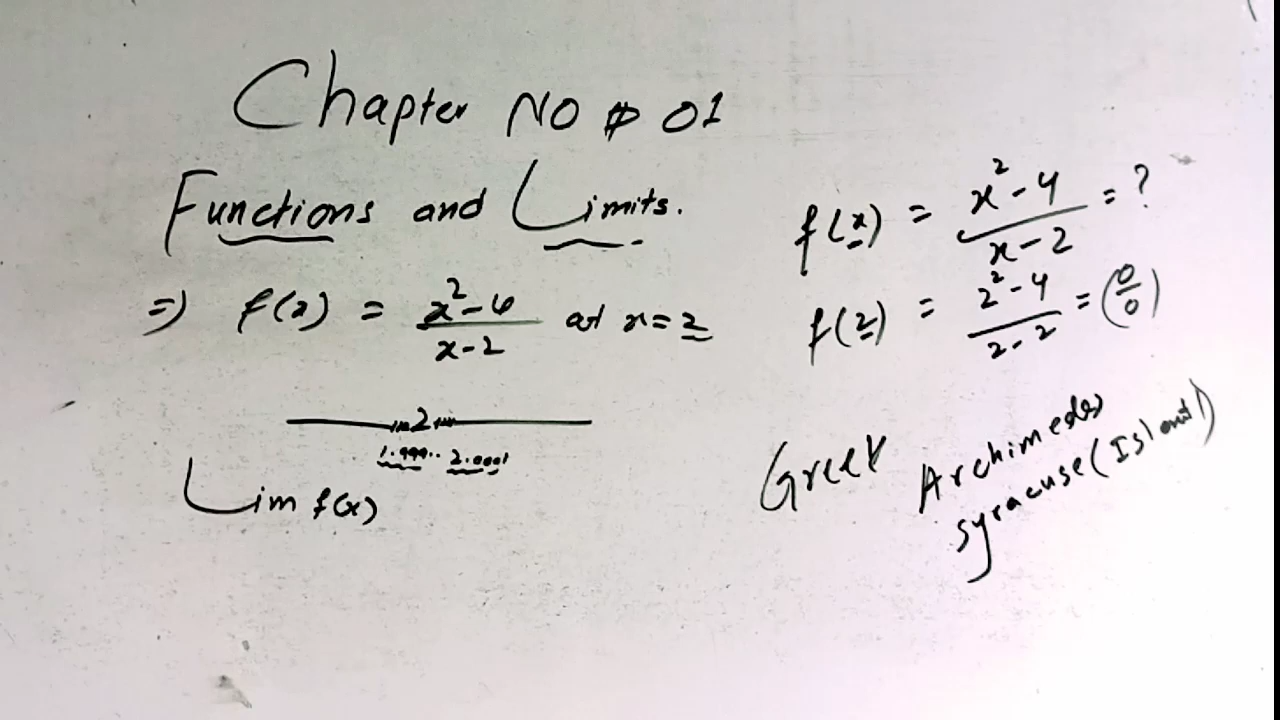 Chapter NO # 01
Functions and Limits.
⇒ f(x) = x²-4 / x-2 at x=2
2
1.999.. 2.0001
Lim f(x)
f(x) = x²-4 / x-2 = ?
f(2) = 2²-4 / 2-2 = (0/0)
Greek Archimedes
Syracuse (Island)